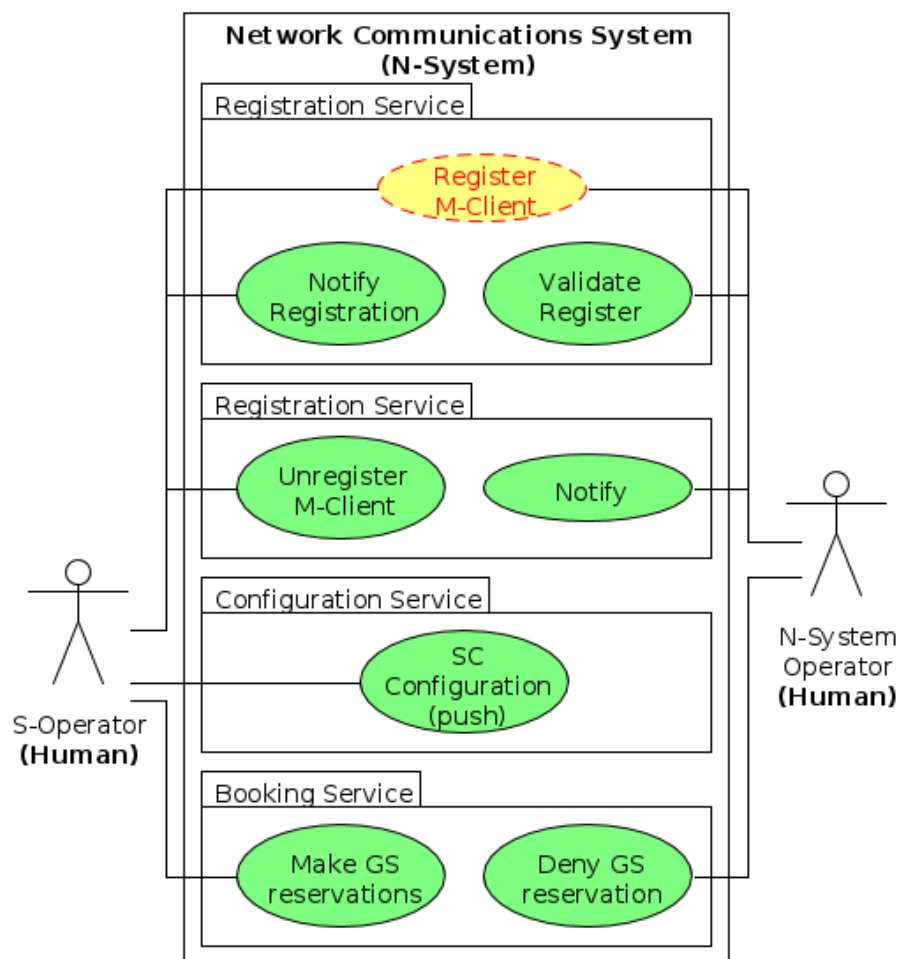 Network Communications System
(N-System)
Registration Service
Register
M-Client
Notify
Registration
Validate
Register
Registration Service
Unregister
M-Client
Notify
Configuration Service
SC
Configuration
(push)
S-Operator
(Human)
N-System
Operator
(Human)
Booking Service
Make GS
reservations
Deny GS
reservation